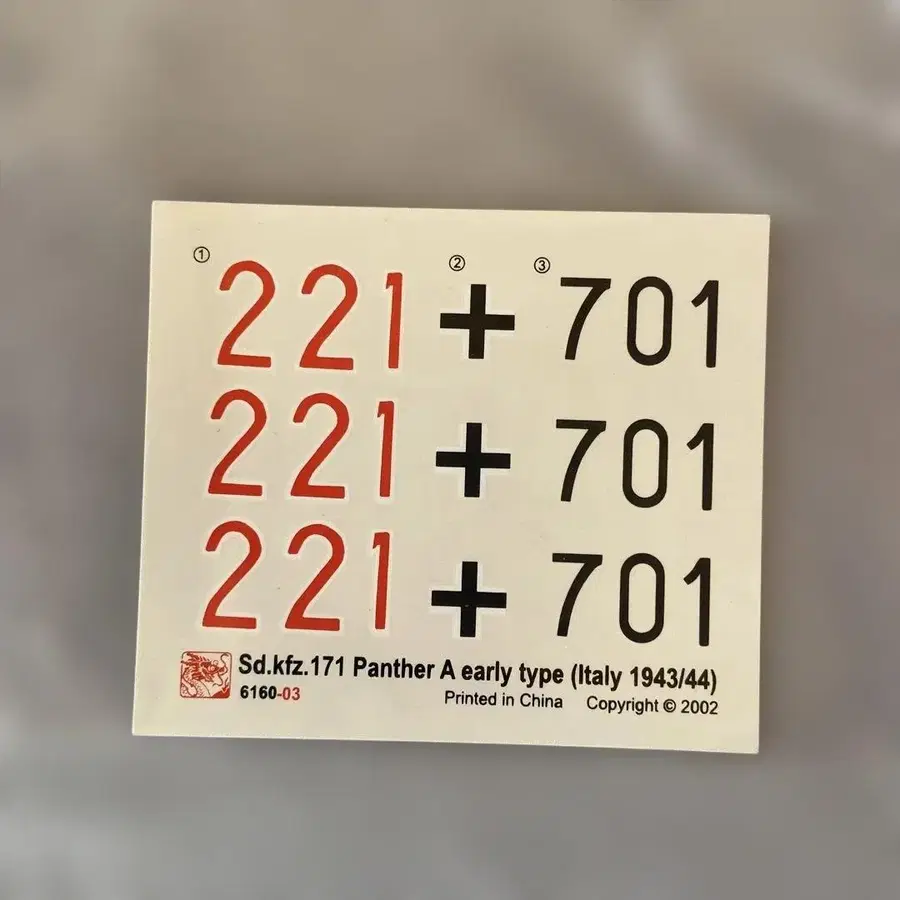 ① 221 ② + ③ 701
221 + 701
221 + 701
Sd.kfz.171 Panther A early type (Italy 1943/44)
6160-03 Printed in China Copyright © 2002